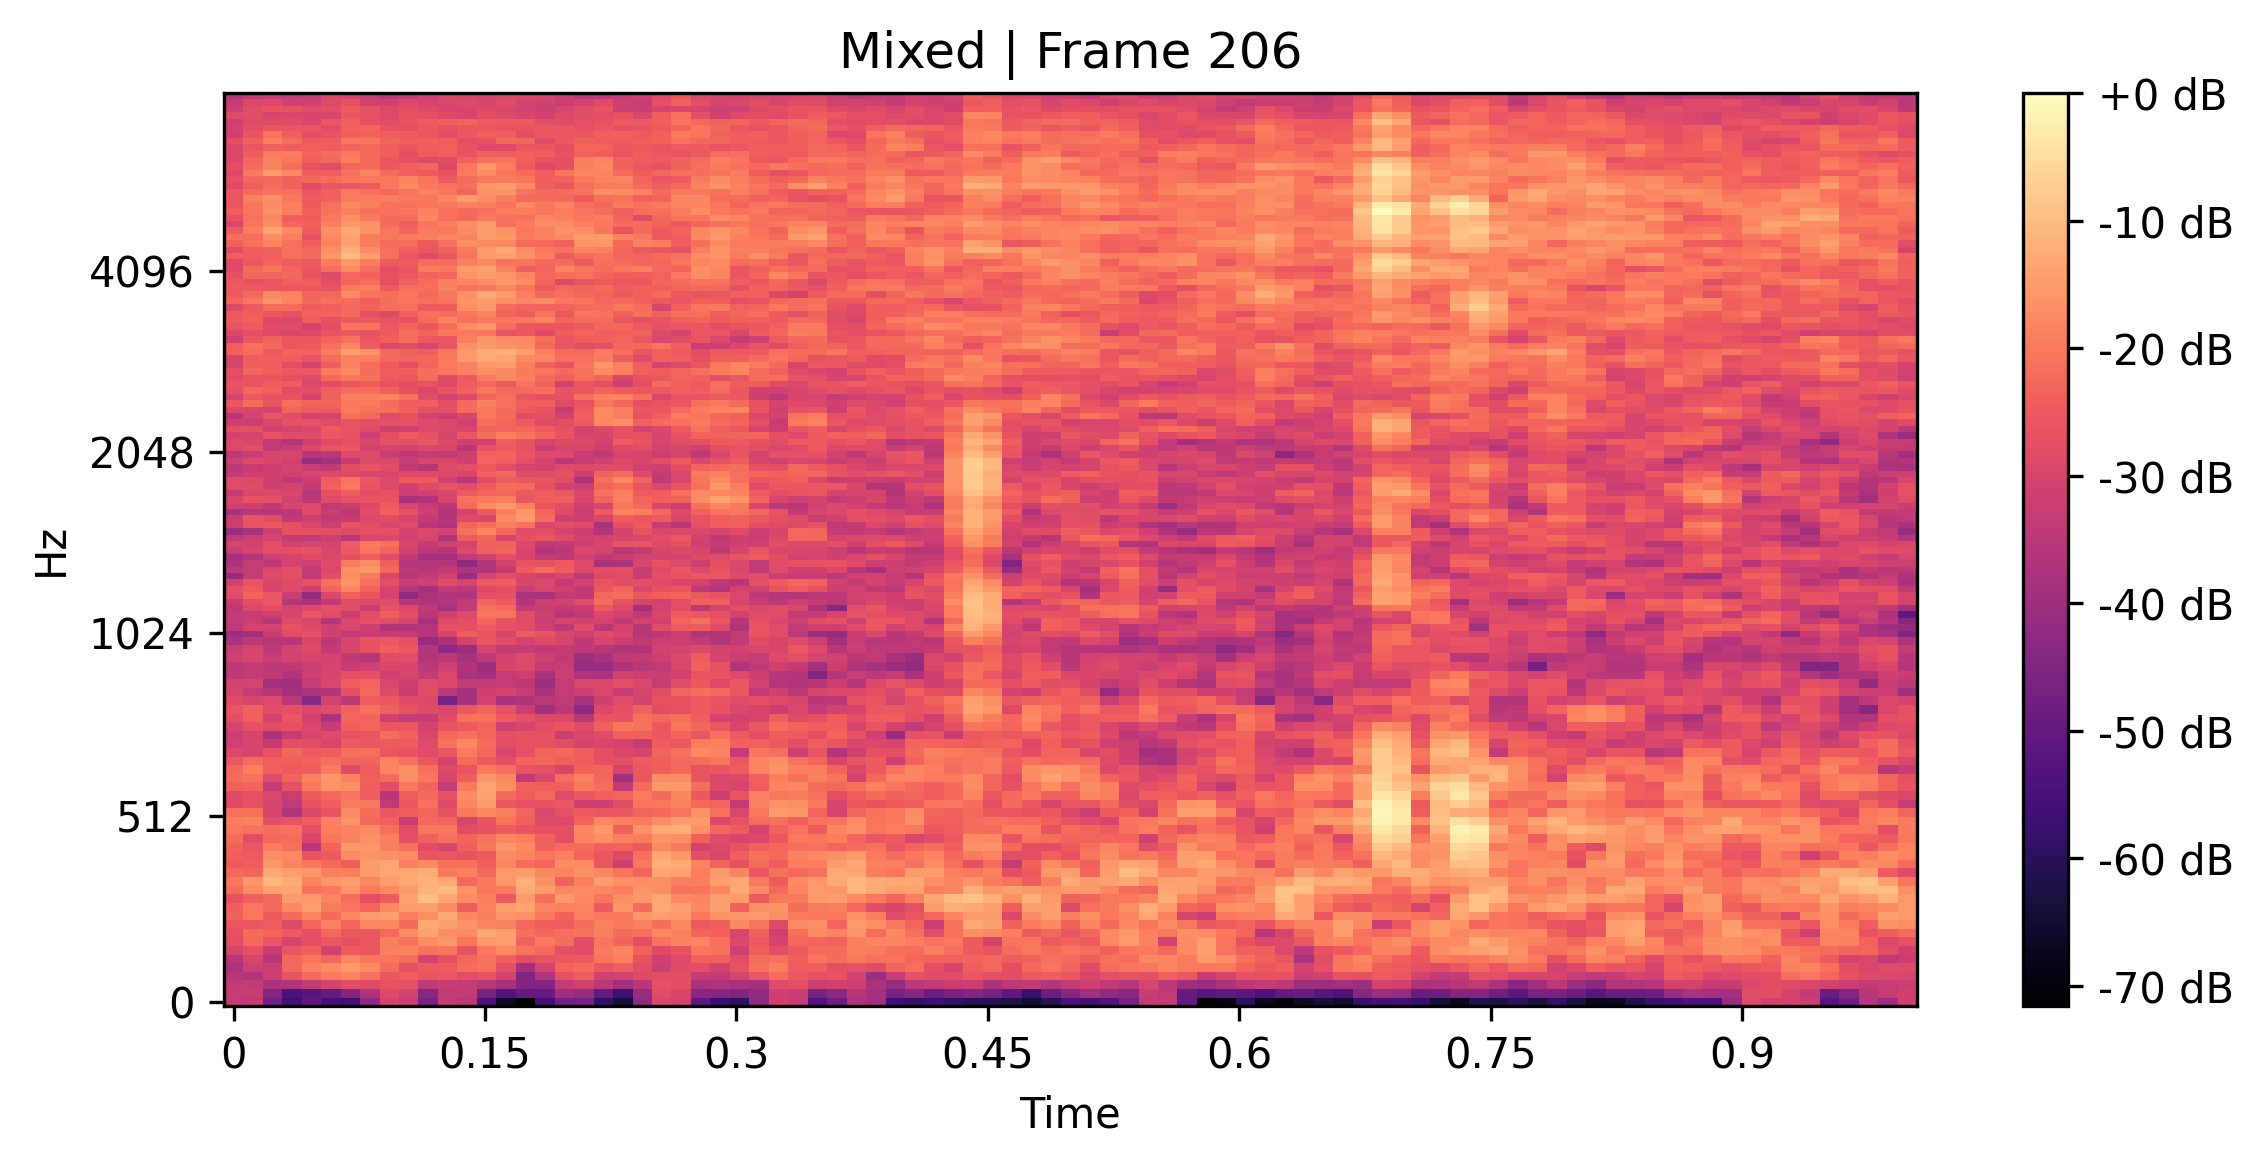 Mixed | Frame 206
Hz
4096
2048
1024
512
0
0 0.15 0.3 0.45 0.6 0.75 0.9
Time
+0 dB
-10 dB
-20 dB
-30 dB
-40 dB
-50 dB
-60 dB
-70 dB